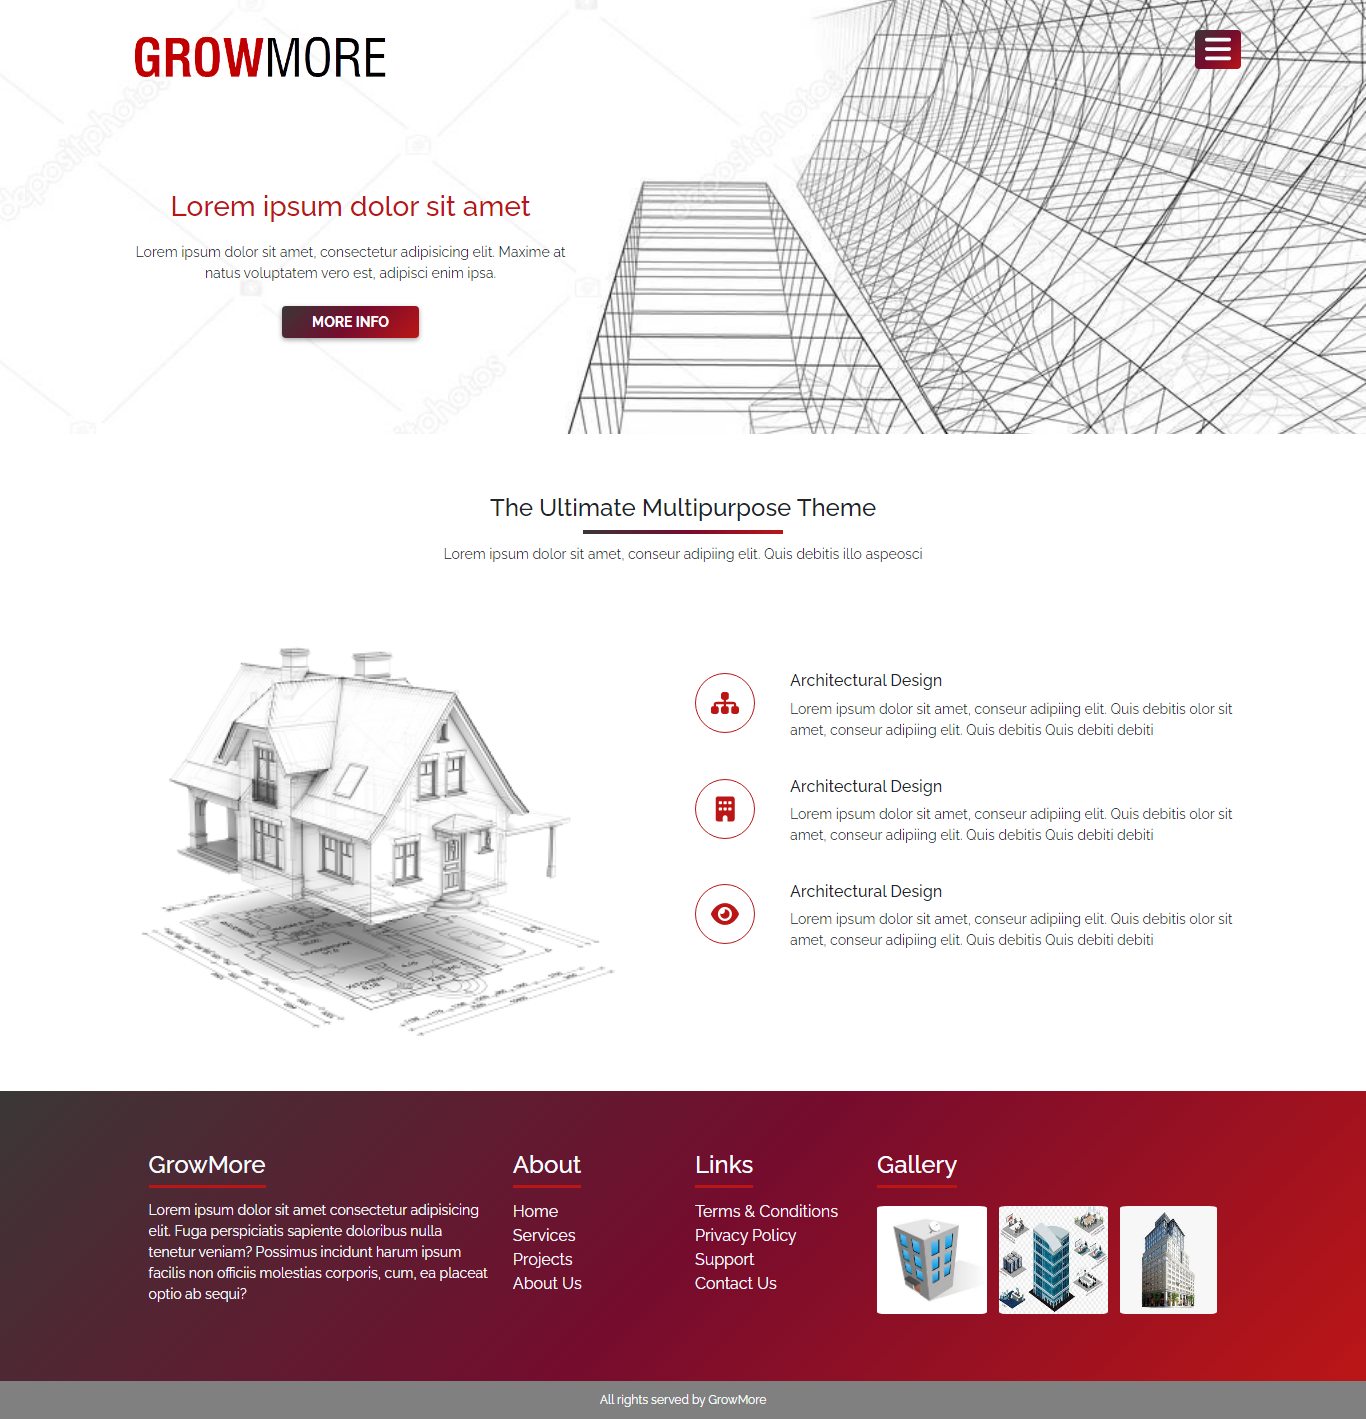 GROWMORE
depositphotos
depositphotos
Lorem ipsum dolor sit amet
Lorem ipsum dolor sit amet, consectetur adipisicing elit. Maxime at
natus voluptatem vero est, adipisci enim ipsa.
MORE INFO
The Ultimate Multipurpose Theme
Lorem ipsum dolor sit amet, conseur adipiing elit. Quis debitis illo aspeosci
Architectural Design
Lorem ipsum dolor sit amet, conseur adipiing elit. Quis debitis olor sit
amet, conseur adipiing elit. Quis debitis Quis debiti debiti
Architectural Design
Lorem ipsum dolor sit amet, conseur adipiing elit. Quis debitis olor sit
amet, conseur adipiing elit. Quis debitis Quis debiti debiti
Architectural Design
Lorem ipsum dolor sit amet, conseur adipiing elit. Quis debitis olor sit
amet, conseur adipiing elit. Quis debitis Quis debiti debiti
GrowMore
Lorem ipsum dolor sit amet consectetur adipisicing
elit. Fuga perspiciatis sapiente doloribus nulla
tenetur veniam? Possimus incidunt harum ipsum
facilis non officiis molestias corporis, cum, ea placeat
optio ab sequi?
About
Home
Services
Projects
About Us
Links
Terms & Conditions
Privacy Policy
Support
Contact Us
Gallery
All rights served by GrowMore